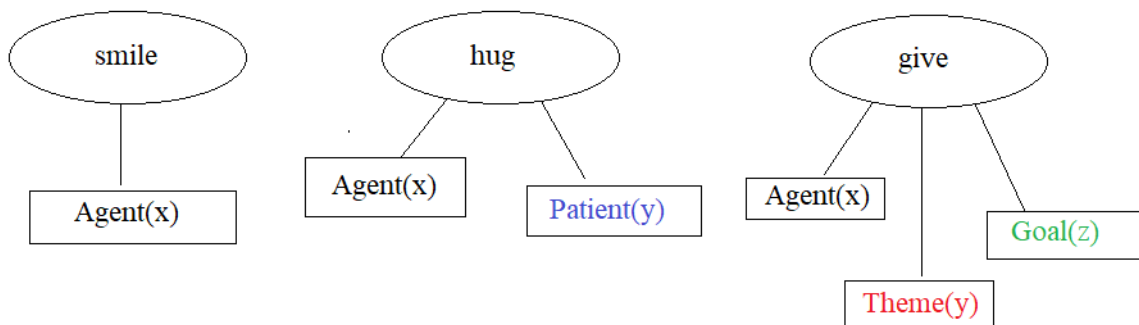 smile
Agent(x)
hug
Agent(x)
Patient(y)
give
Agent(x)
Theme(y)
Goal(z)